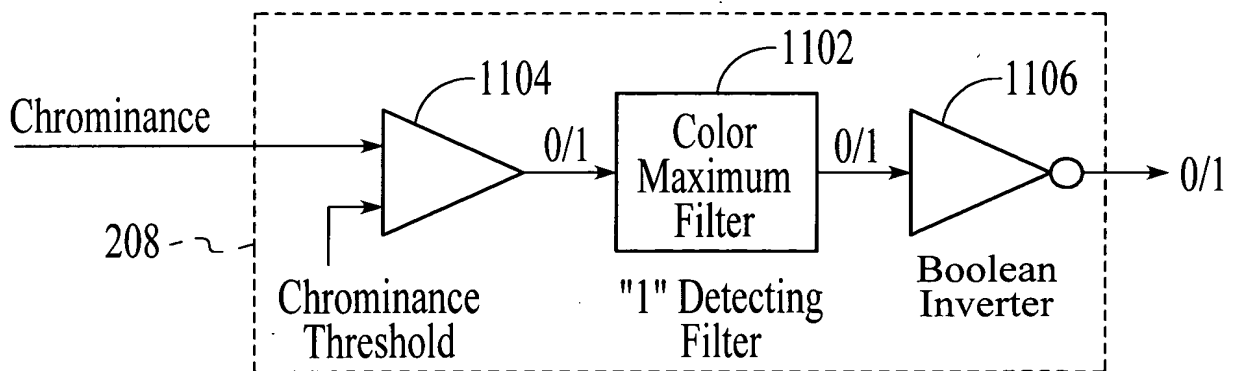 1102
1104
1106
Chrominance
0/1
Color
Maximum
Filter
0/1
0/1
208
Chrominance
Threshold
"1" Detecting
Filter
Boolean
Inverter